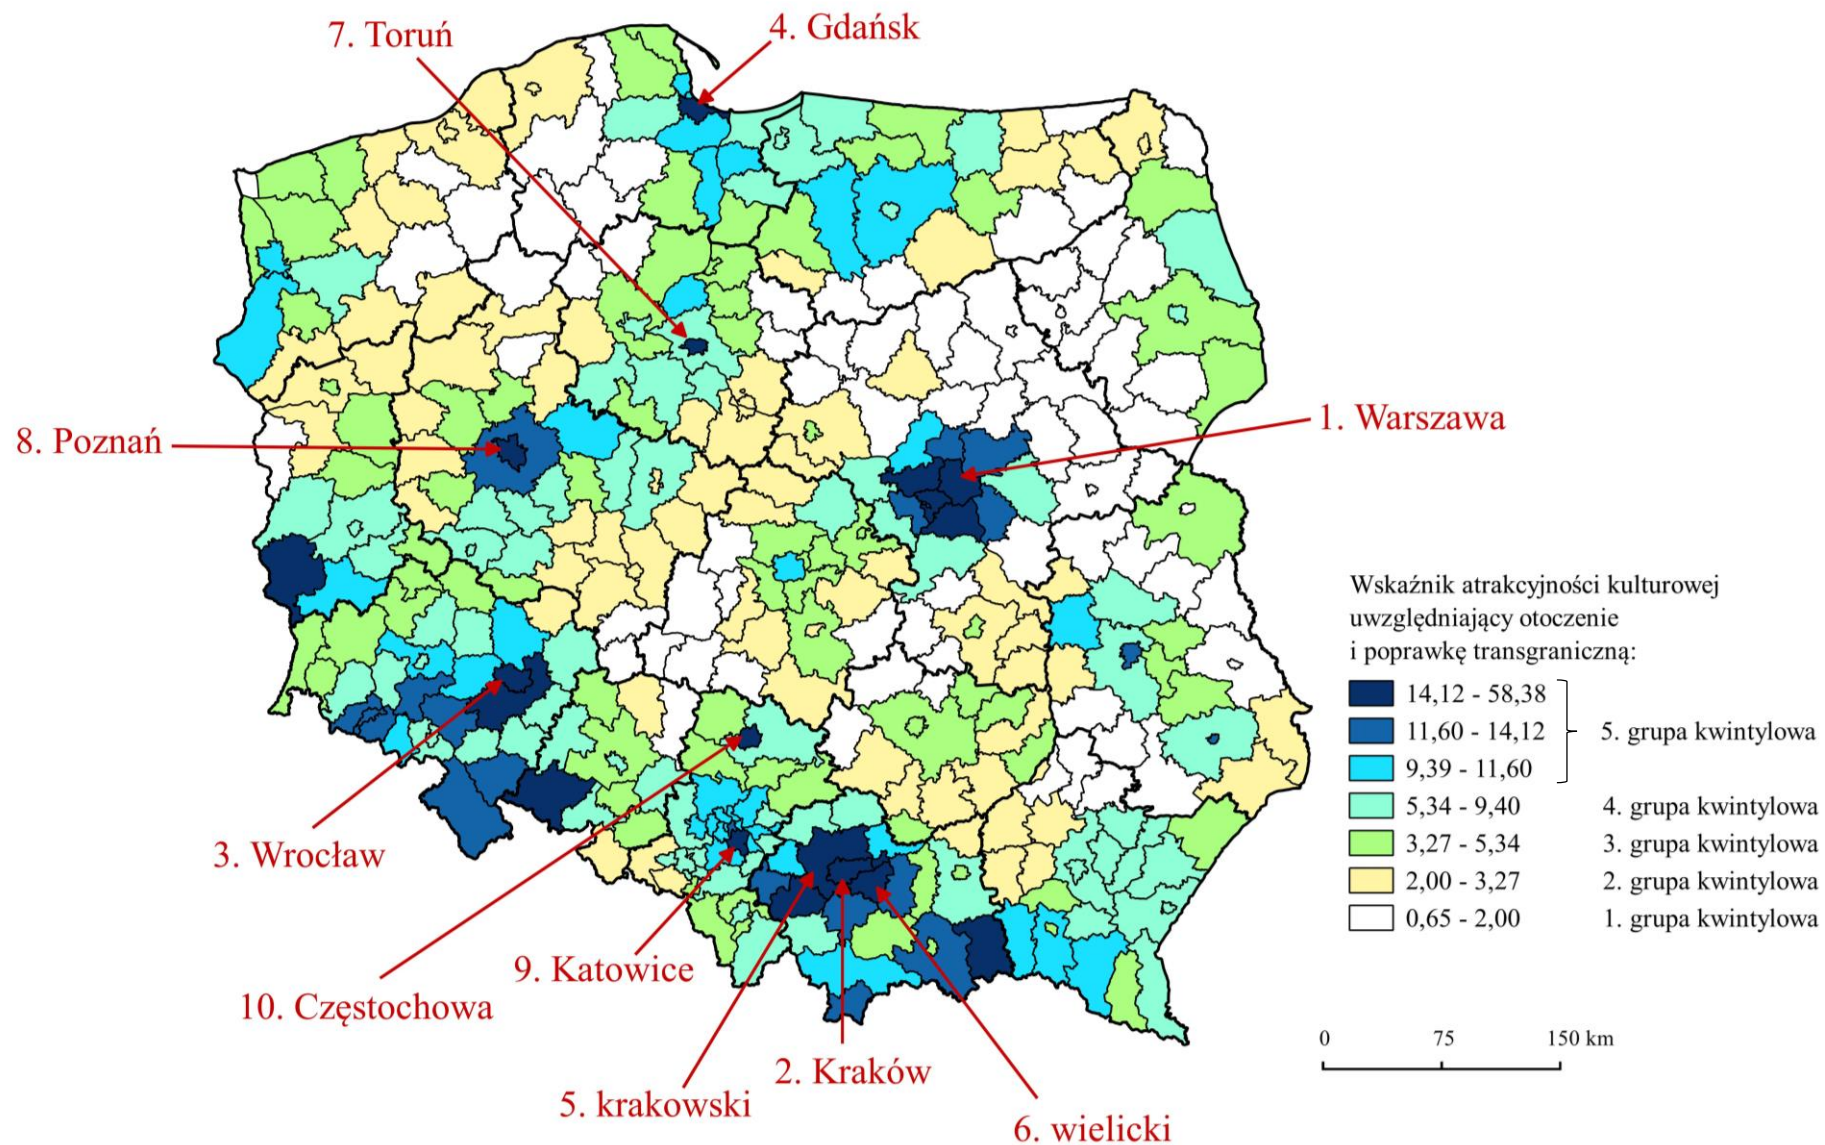 7. Toruń
4. Gdańsk
1. Warszawa
8. Poznań
3. Wrocław
9. Katowice
10. Częstochowa
2. Kraków
5. krakowski
6. wielicki
Wskaźnik atrakcyjności kulturowej
uwzględniający otoczenie
i poprawkę transgraniczną:
14,12 - 58,38
11,60 - 14,12 5. grupa kwintylowa
9,39 - 11,60
5,34 - 9,40 4. grupa kwintylowa
3,27 - 5,34 3. grupa kwintylowa
2,00 - 3,27 2. grupa kwintylowa
0,65 - 2,00 1. grupa kwintylowa
0 75 150 km